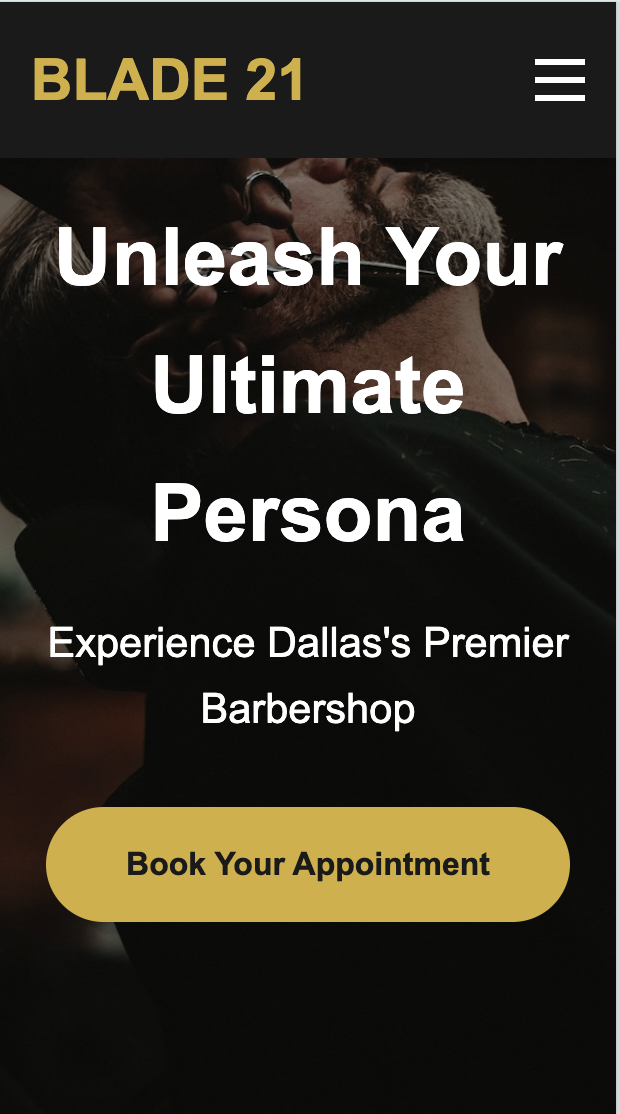 BLADE 21
Unleash Your
Ultimate
Persona
Experience Dallas's Premier
Barbershop
Book Your Appointment